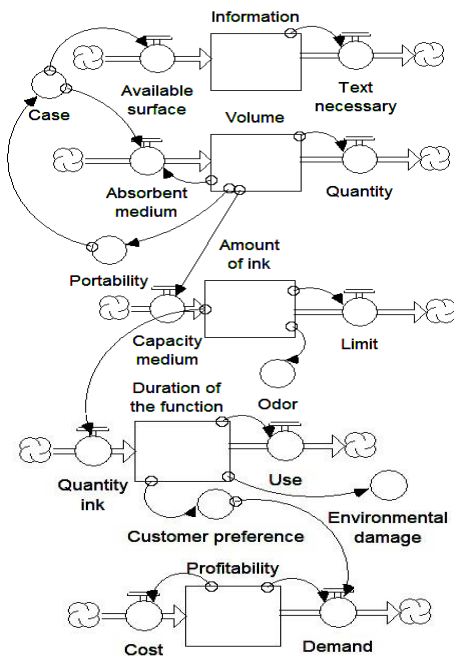 Information
Available
surface
Text
necessary
Case
Volume
Absorbent
medium
Quantity
Portability
Amount
of ink
Capacity
medium
Limit
Odor
Duration of
the function
Quantity
ink
Use
Customer preference
Environmental
damage
Profitability
Cost
Demand